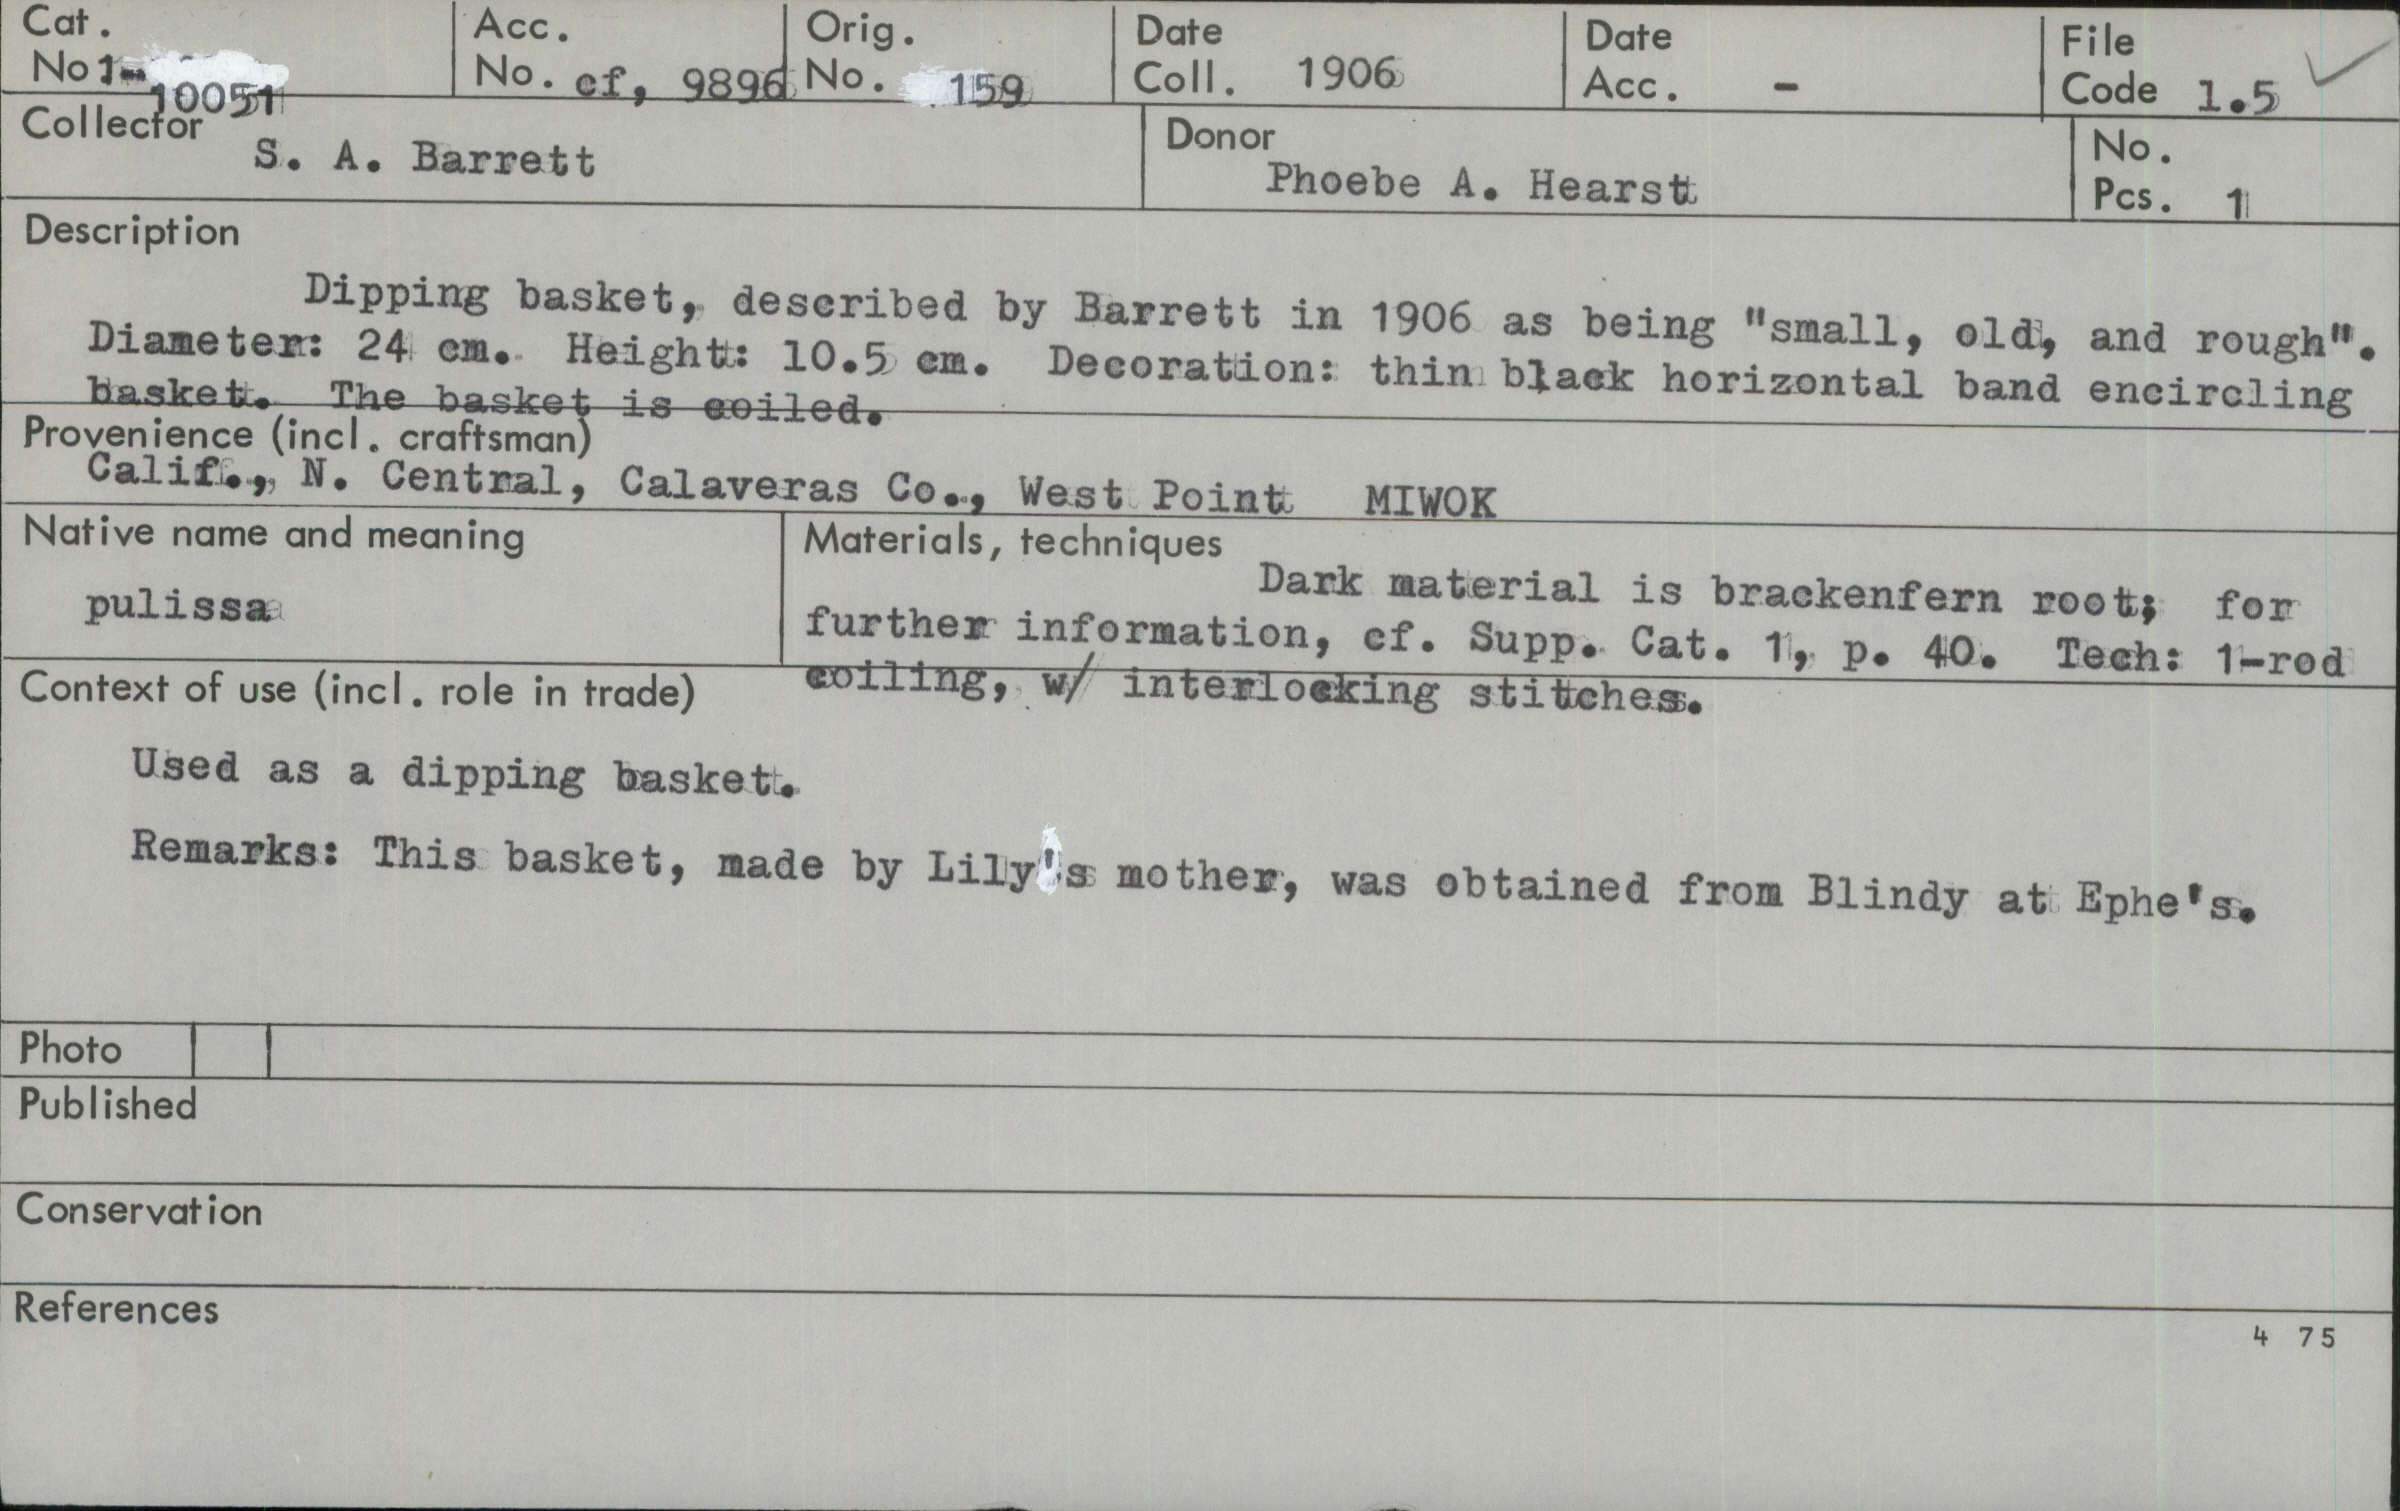 Cat. No 1-10051
Acc. No. cf, 9896
Orig. No. 159
Date Coll. 1906
Date Acc. -
File Code 1.5
Collector S. A. Barrett
Donor Phoebe A. Hearst
No. Pcs. 1
Description
Dipping basket, described by Barrett in 1906 as being "small, old, and rough".
Diameter: 24 cm. Height: 10.5 cm. Decoration: thin black horizontal band encircling
basket. The basket is coiled.
Provenience (incl. craftsman)
Calif., N. Central, Calaveras Co., West Point MIWOK
Native name and meaning
pulissa
Materials, techniques
Dark material is brackenfern root; for
further information, cf. Supp. Cat. 1, p. 40. Tech: 1-rod
coiling, w/ interlocking stitches.
Context of use (incl. role in trade)
Used as a dipping basket.
Remarks: This basket, made by Lily's mother, was obtained from Blindy at Ephe's.
Photo
Published
Conservation
References
4 75